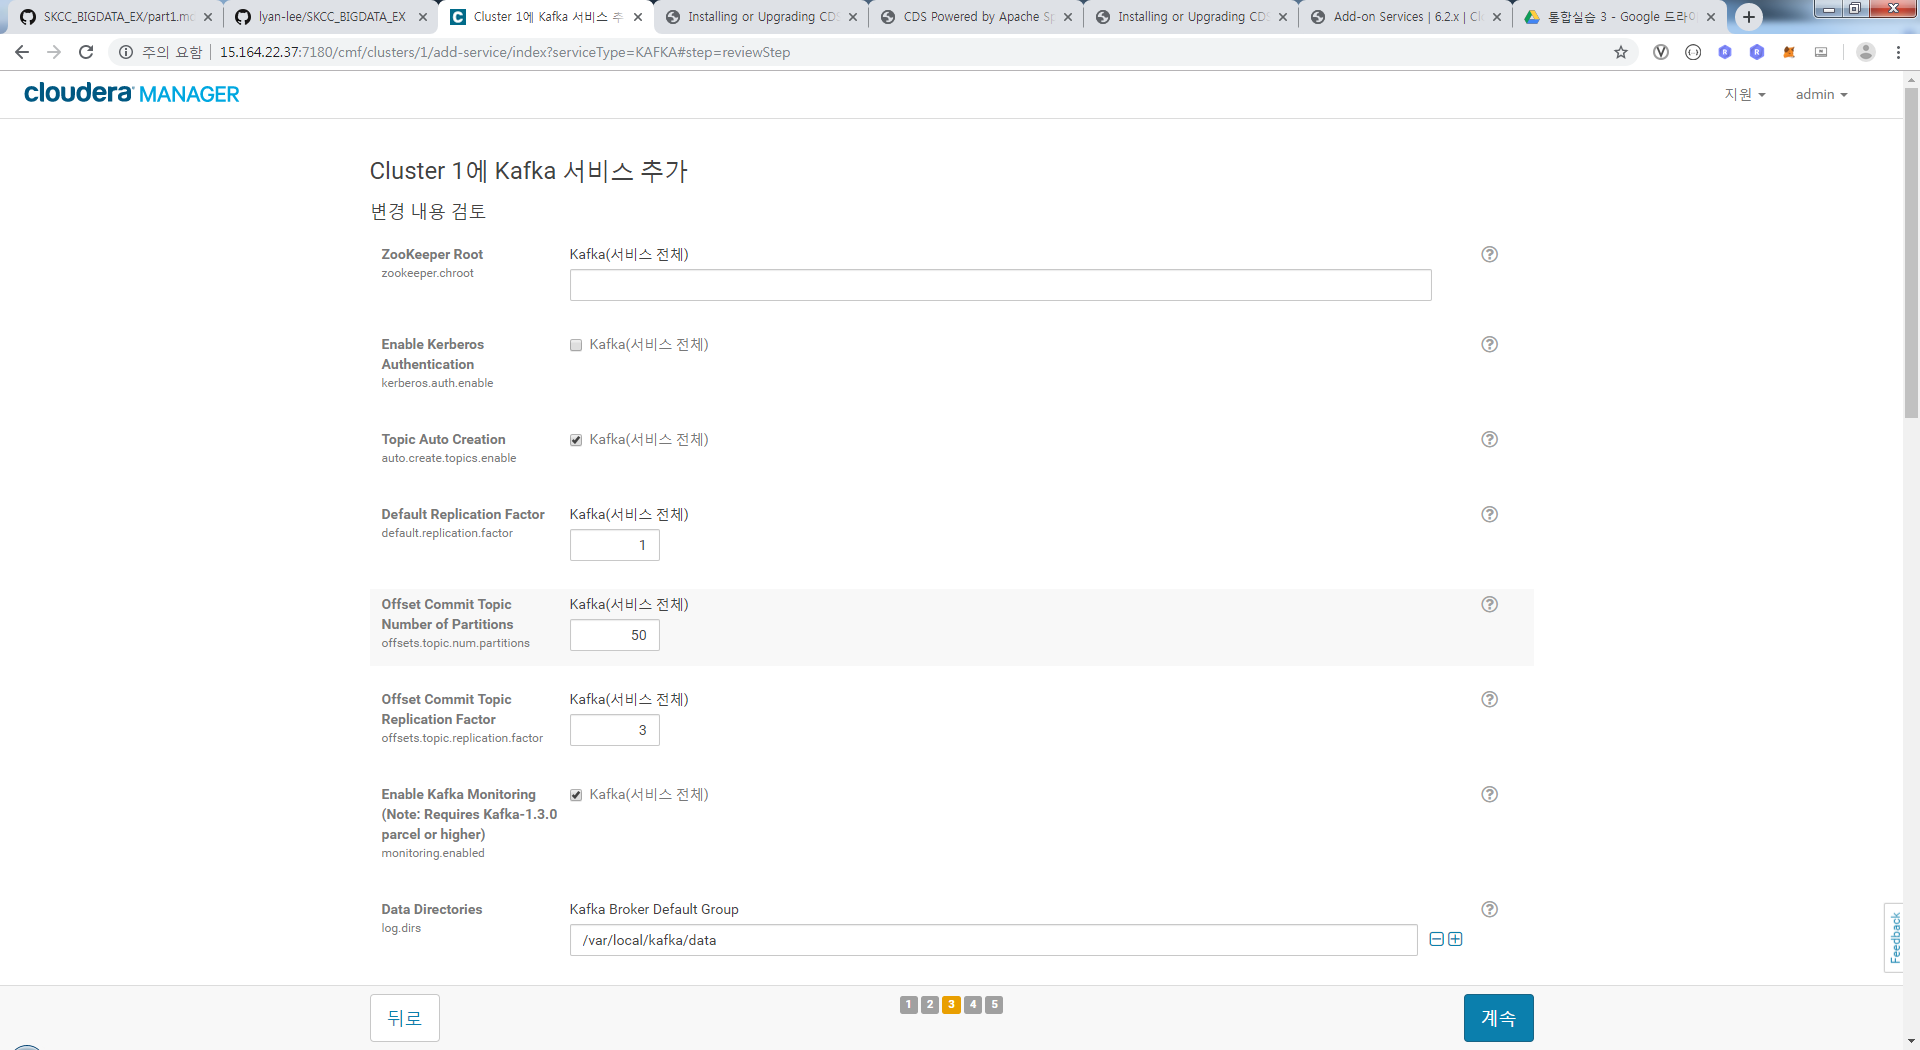 SKCC_BIGDATA_EX/part1.mc
lyan-lee/SKCC_BIGDATA_EX
Cluster 1에 Kafka 서비스 추
Installing or Upgrading CDS
CDS Powered by Apache Sp
Installing or Upgrading CDS
Add-on Services | 6.2.x | Clo
통합실습 3 - Google 드라이
주의 요함
15.164.22.37:7180/cmf/clusters/1/add-service/index?serviceType=KAFKA#step=reviewStep
cloudera MANAGER
지원
admin
Cluster 1에 Kafka 서비스 추가
변경 내용 검토
ZooKeeper Root
zookeeper.chroot
Kafka(서비스 전체)
Enable Kerberos
Authentication
kerberos.auth.enable
Kafka(서비스 전체)
Topic Auto Creation
auto.create.topics.enable
Kafka(서비스 전체)
Default Replication Factor
default.replication.factor
Kafka(서비스 전체)
1
Offset Commit Topic
Number of Partitions
offsets.topic.num.partitions
Kafka(서비스 전체)
50
Offset Commit Topic
Replication Factor
offsets.topic.replication.factor
Kafka(서비스 전체)
3
Enable Kafka Monitoring
(Note: Requires Kafka-1.3.0
parcel or higher)
monitoring.enabled
Kafka(서비스 전체)
Data Directories
log.dirs
Kafka Broker Default Group
/var/local/kafka/data
Feedback
뒤로
1 2 3 4 5
계속